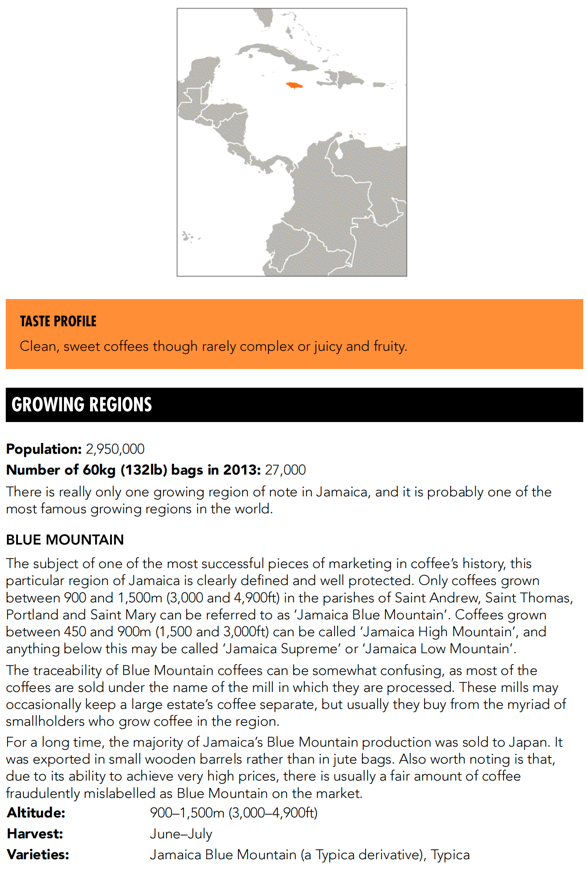 TASTE PROFILE
Clean, sweet coffees though rarely complex or juicy and fruity.
GROWING REGIONS
Population: 2,950,000
Number of 60kg (132lb) bags in 2013: 27,000
There is really only one growing region of note in Jamaica, and it is probably one of the
most famous growing regions in the world.
BLUE MOUNTAIN
The subject of one of the most successful pieces of marketing in coffee’s history, this
particular region of Jamaica is clearly defined and well protected. Only coffees grown
between 900 and 1,500m (3,000 and 4,900ft) in the parishes of Saint Andrew, Saint Thomas,
Portland and Saint Mary can be referred to as ‘Jamaica Blue Mountain’. Coffees grown
between 450 and 900m (1,500 and 3,000ft) can be called ‘Jamaica High Mountain’, and
anything below this may be called ‘Jamaica Supreme’ or ‘Jamaica Low Mountain’.
The traceability of Blue Mountain coffees can be somewhat confusing, as most of the
coffees are sold under the name of the mill in which they are processed. These mills may
occasionally keep a large estate’s coffee separate, but usually they buy from the myriad of
smallholders who grow coffee in the region.
For a long time, the majority of Jamaica’s Blue Mountain production was sold to Japan. It
was exported in small wooden barrels rather than in jute bags. Also worth noting is that,
due to its ability to achieve very high prices, there is usually a fair amount of coffee
fraudulently mislabelled as Blue Mountain on the market.
Altitude: 900–1,500m (3,000–4,900ft)
Harvest: June–July
Varieties: Jamaica Blue Mountain (a Typica derivative), Typica